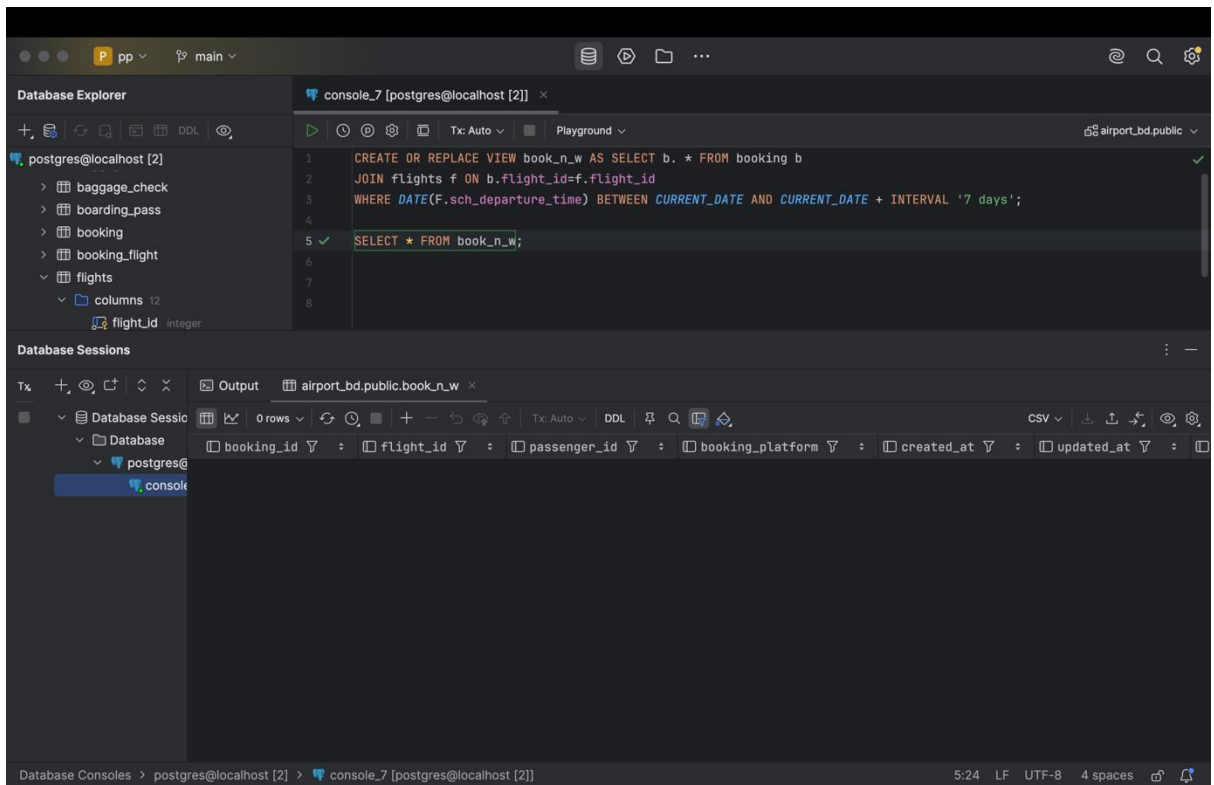 P pp main
Database Explorer
console_7 [postgres@localhost [2]]
DDL
Tx: Auto
Playground
airport_bd.public
postgres@localhost [2]
baggage_check
boarding_pass
booking
booking_flight
flights
columns 12
flight_id integer
1 CREATE OR REPLACE VIEW book_n_w AS SELECT b. * FROM booking b
2 JOIN flights f ON b.flight_id=f.flight_id
3 WHERE DATE(F.sch_departure_time) BETWEEN CURRENT_DATE AND CURRENT_DATE + INTERVAL '7 days';
4
5 SELECT * FROM book_n_w;
6
7
8
Database Sessions
Tx
Output
airport_bd.public.book_n_w
Database Sessio
Database
postgres@
console
0 rows
Tx: Auto
DDL
CSV
booking_id flight_id passenger_id booking_platform created_at updated_at
Database Consoles > postgres@localhost [2] > console_7 [postgres@localhost [2]]
5:24 LF UTF-8 4 spaces